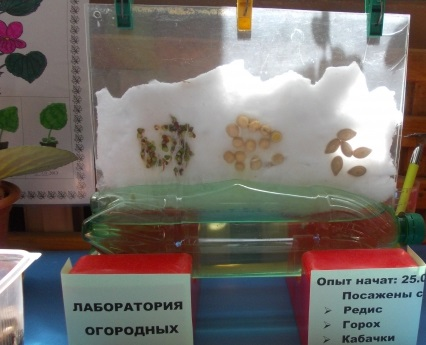 ЛАБОРАТОРИЯ
ОГОРОДНЫХ
Опыт начат: 25.0
Посажены с
➢ Редис
➢ Горох
➢ Кабачки